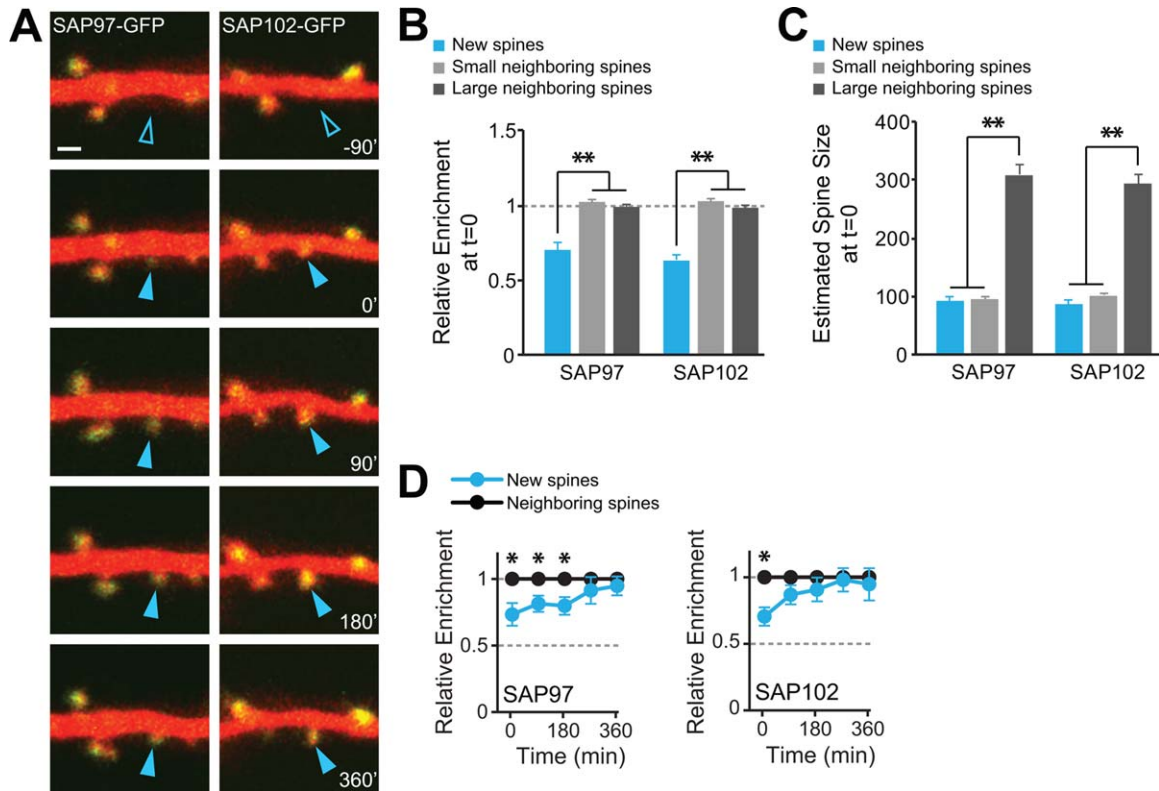 A
SAP97-GFP
SAP102-GFP
-90'
0'
90'
180'
360'
B
New spines
Small neighboring spines
Large neighboring spines
Relative Enrichment
at t=0
1.5
1
0.5
0
**
**
SAP97
SAP102
C
New spines
Small neighboring spines
Large neighboring spines
Estimated Spine Size
at t=0
400
300
200
100
0
**
**
SAP97
SAP102
D
New spines
Neighboring spines
Relative Enrichment
1
0.5
0
* * *
SAP97
0 180 360
Time (min)
Relative Enrichment
1
0.5
0
*
SAP102
0 180 360
Time (min)